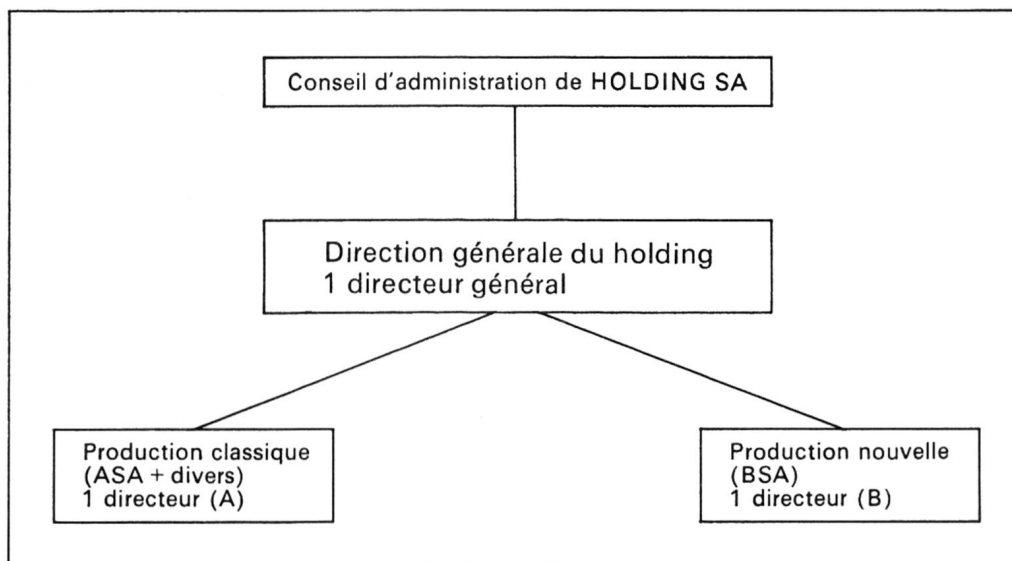 Conseil d'administration de HOLDING SA
Direction générale du holding
1 directeur général
Production classique
(ASA + divers)
1 directeur (A)
Production nouvelle
(BSA)
1 directeur (B)